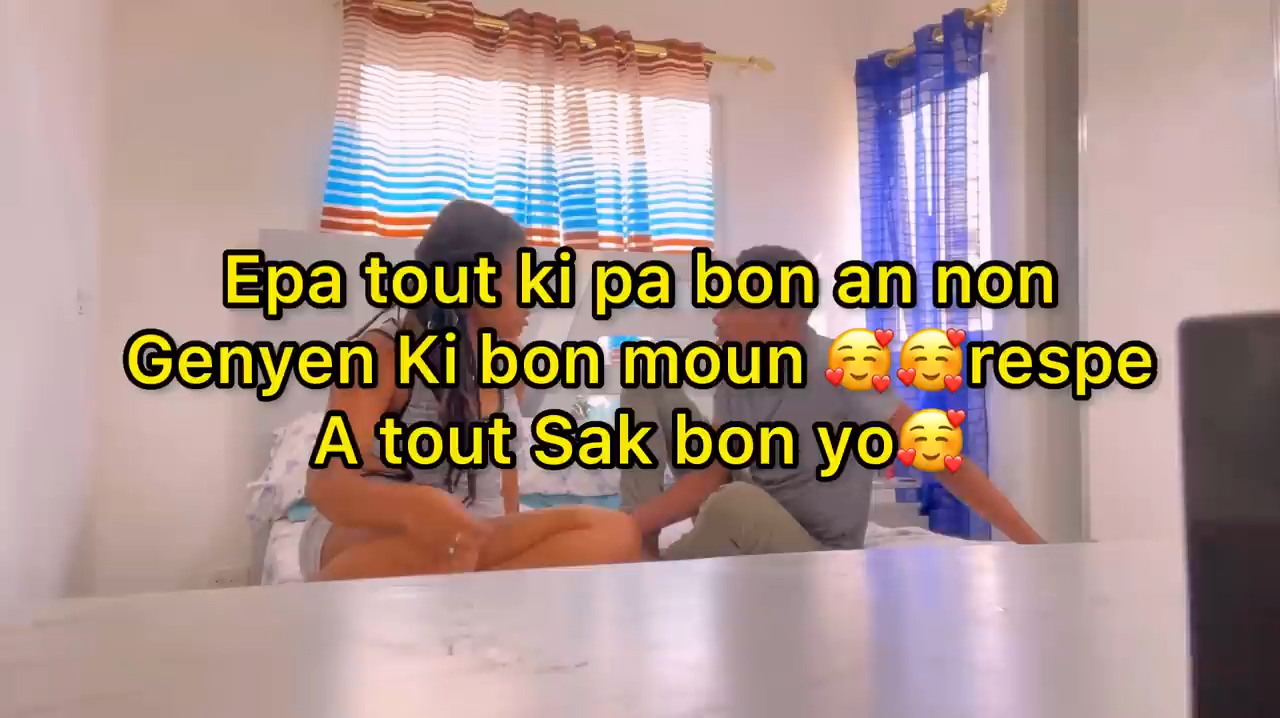 Epa tout ki pa bon an non
Genyen Ki bon moun 🥰🥰respe
A tout Sak bon yo🥰